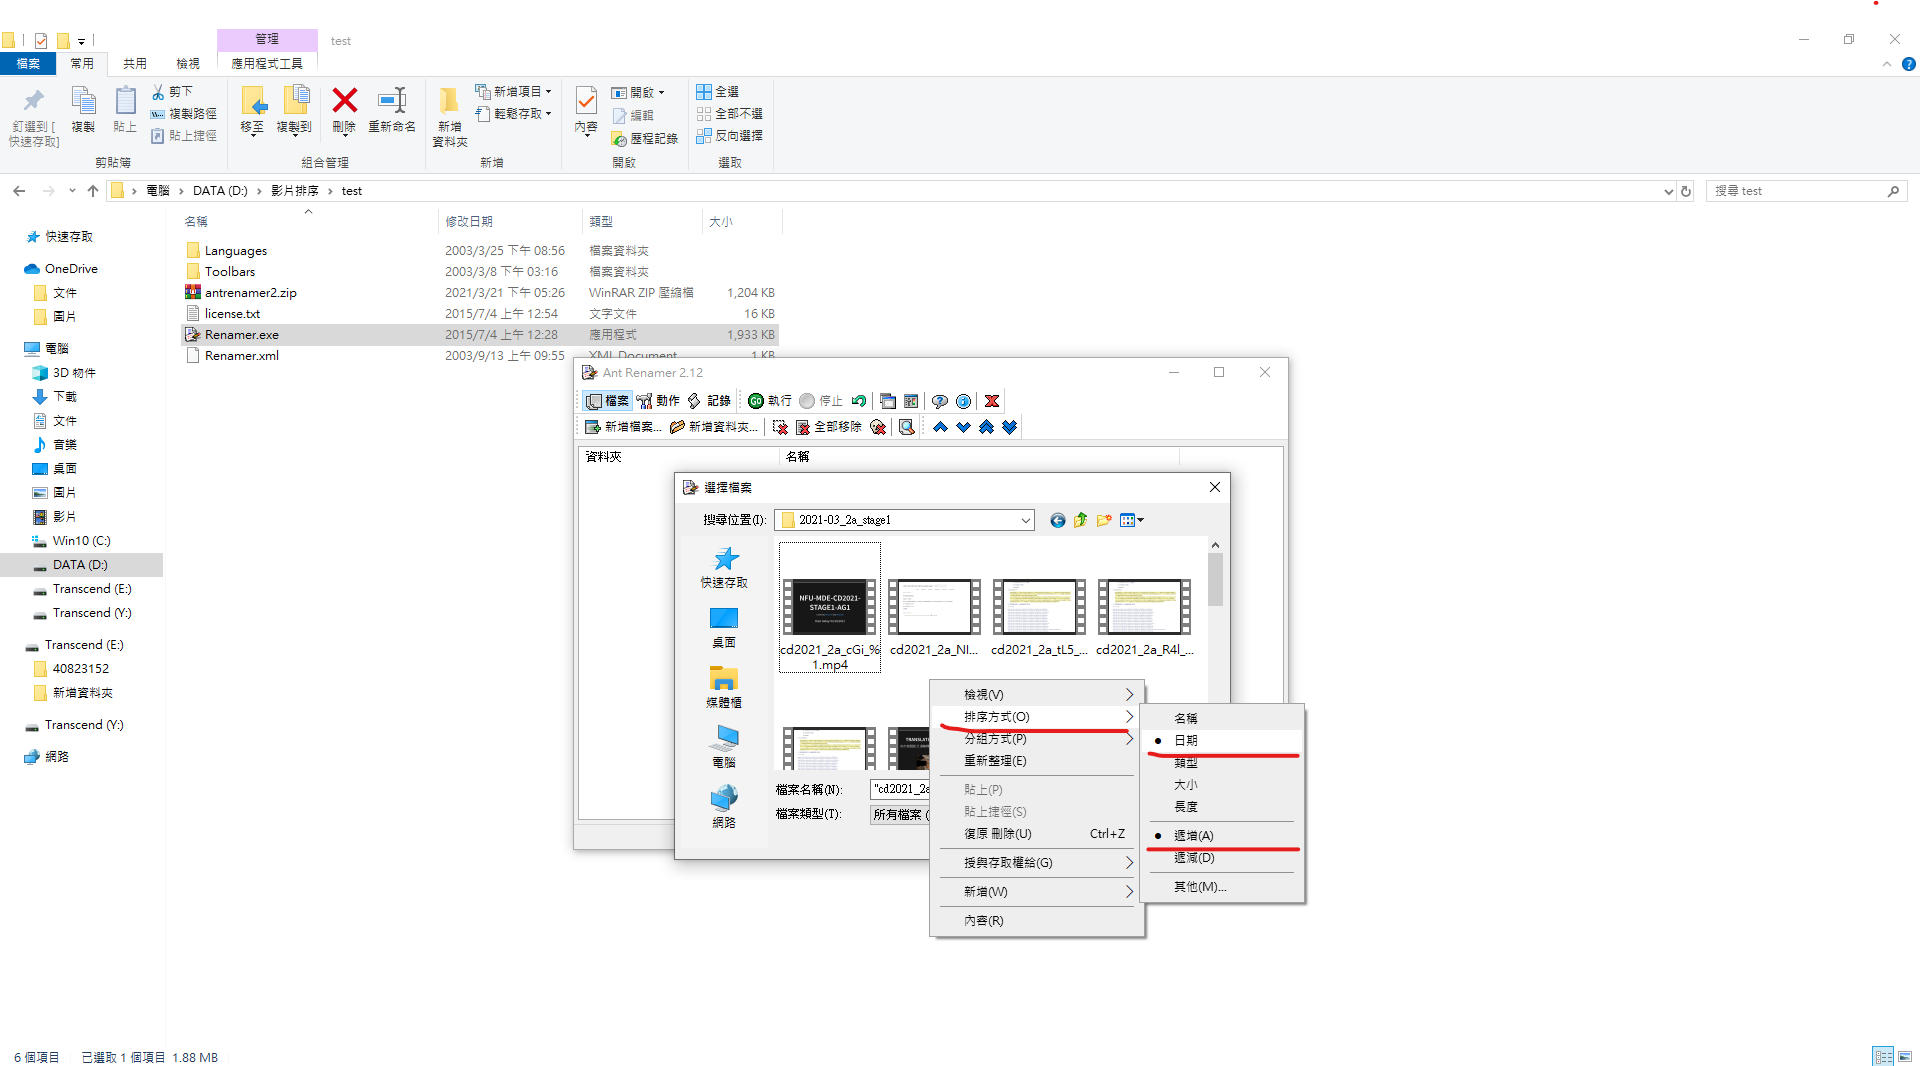 管理
test
檔案
常用
共用
檢視
應用程式工具
釘選到 [
快速存取]
複製
貼上
剪下
複製路徑
貼上捷徑
剪貼簿
移至
複製到
刪除
重新命名
組合管理
新增
資料夾
新增項目
輕鬆存取
新增
內容
開啟
編輯
歷程記錄
開啟
全選
全部不選
反向選擇
選取
電腦 › DATA (D:) › 影片排序 › test
搜尋 test
名稱 修改日期 類型 大小
Languages 2003/3/25 下午 08:56 檔案資料夾
Toolbars 2003/3/8 下午 03:16 檔案資料夾
antrenamer2.zip 2021/3/21 下午 05:26 WinRAR ZIP 壓縮檔 1,204 KB
license.txt 2015/7/4 上午 12:54 文字文件 16 KB
Renamer.exe 2015/7/4 上午 12:28 應用程式 1,933 KB
Renamer.xml 2003/9/13 上午 09:55 XML Document 1 KB
快速存取
OneDrive
文件
圖片
電腦
3D 物件
下載
文件
音樂
桌面
圖片
影片
Win10 (C:)
DATA (D:)
Transcend (E:)
Transcend (Y:)
Transcend (E:)
40823152
新增資料夾
Transcend (Y:)
網路
Ant Renamer 2.12
檔案 動作 記錄 執行 停止
新增檔案... 新增資料夾... 全部移除
資料夾 名稱
選擇檔案
搜尋位置(I): 2021-03_2a_stage1
快速存取
桌面
媒體櫃
電腦
網路
NFU-MDE-CD2021-
STAGE1-AG1
cd2021_2a_cGi_%
1.mp4
cd2021_2a_NI...
cd2021_2a_tL5_...
cd2021_2a_R4l_...
檔案名稱(N): "cd2021_2a
檔案類型(T): 所有檔案 (
檢視(V)
排序方式(O)
分組方式(P)
重新整理(E)
貼上(P)
貼上捷徑(S)
復原 刪除(U) Ctrl+Z
授與存取權給(G)
新增(W)
內容(R)
名稱
日期
類型
大小
長度
遞增(A)
遞減(D)
其他(M)...
6 個項目 已選取 1 個項目 1.88 MB